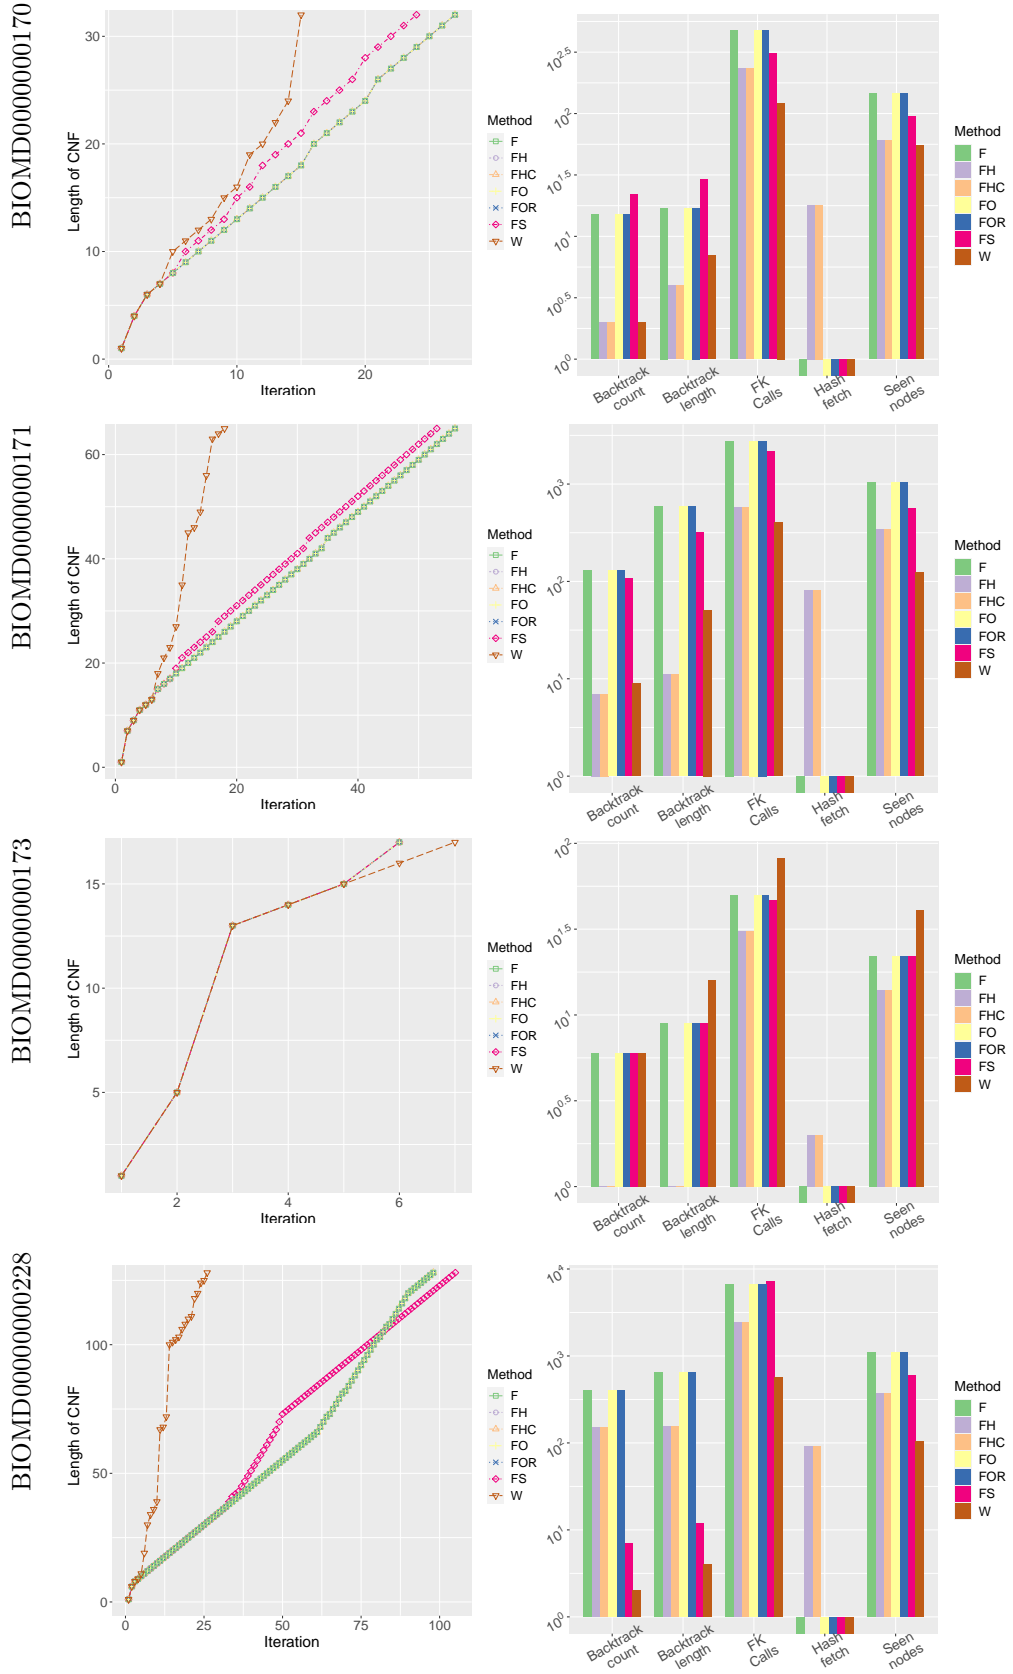 BIOMD0000000170
Length of CNF
30
20
10
0
0
10
20
Iteration
Method
F
FH
FHC
FO
FOR
FS
W
10^2.5
10^2
10^1.5
10^1
10^0.5
10^0
Backtrack count
Backtrack length
FK Calls
Hash fetch
Seen nodes
Method
F
FH
FHC
FO
FOR
FS
W
BIOMD0000000171
Length of CNF
60
40
20
0
0
20
40
Iteration
Method
F
FH
FHC
FO
FOR
FS
W
10^3
10^2
10^1
10^0
Backtrack count
Backtrack length
FK Calls
Hash fetch
Seen nodes
Method
F
FH
FHC
FO
FOR
FS
W
BIOMD0000000173
Length of CNF
15
10
5
2
4
6
Iteration
Method
F
FH
FHC
FO
FOR
FS
W
10^2
10^1.5
10^1
10^0.5
10^0
Backtrack count
Backtrack length
FK Calls
Hash fetch
Seen nodes
Method
F
FH
FHC
FO
FOR
FS
W
BIOMD0000000228
Length of CNF
100
50
0
0
25
50
75
100
Iteration
Method
F
FH
FHC
FO
FOR
FS
W
10^4
10^3
10^2
10^1
10^0
Backtrack count
Backtrack length
FK Calls
Hash fetch
Seen nodes
Method
F
FH
FHC
FO
FOR
FS
W